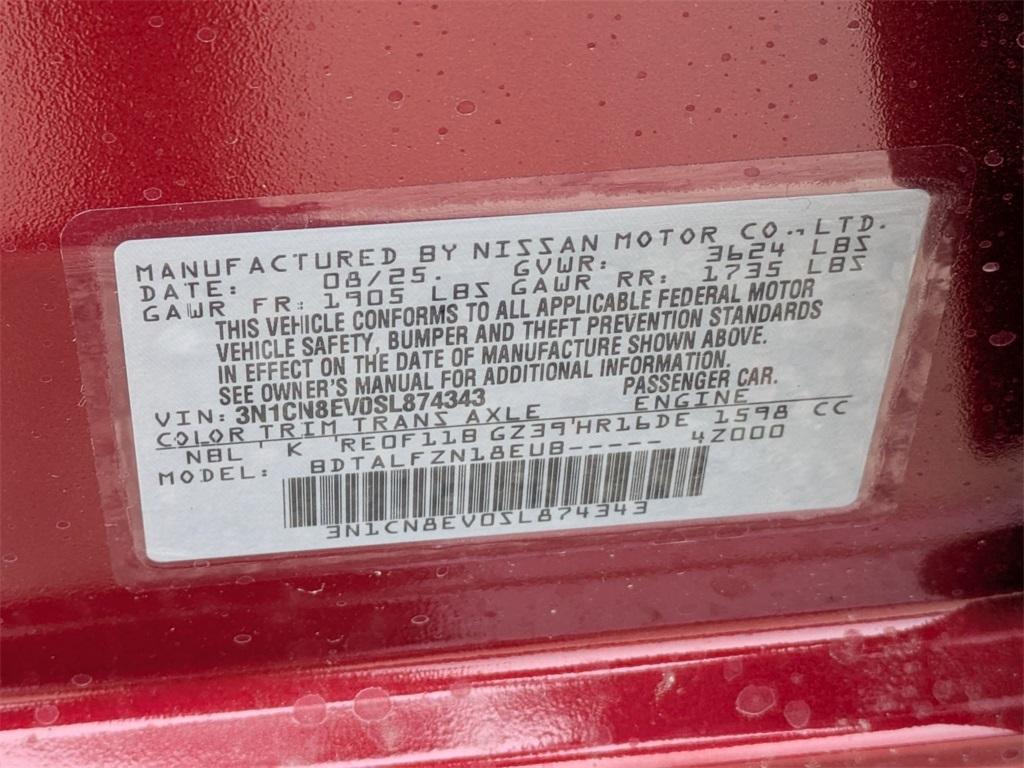 MANUFACTURED BY NISSAN MOTOR CO.,LTD.
DATE: 08/25. GVWR: 3624 LBS
GAWR FR: 1905 LBS GAWR RR: 1735 LBS
THIS VEHICLE CONFORMS TO ALL APPLICABLE FEDERAL MOTOR
VEHICLE SAFETY, BUMPER AND THEFT PREVENTION STANDARDS
IN EFFECT ON THE DATE OF MANUFACTURE SHOWN ABOVE.
SEE OWNER'S MANUAL FOR ADDITIONAL INFORMATION.
VIN: 3N1CN8EV0SL874343 PASSENGER CAR.
COLOR TRIM TRANS AXLE ENGINE
NBL ' K 'RE0F11B GZ39'HR16DE 1598 CC
MODEL: BDTALFZN18EUB----- 4Z000
3N1CN8EV0SL874343